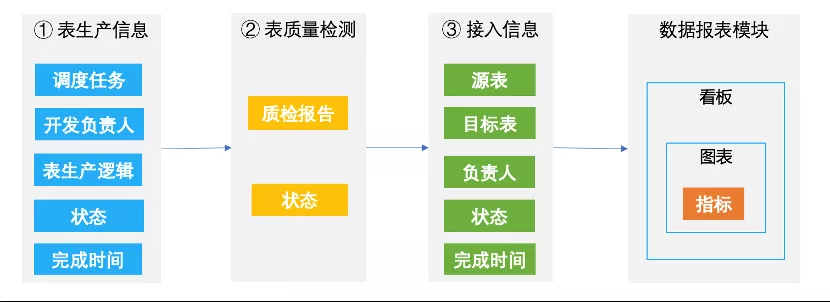 ① 表生产信息
调度任务
开发负责人
表生产逻辑
状态
完成时间
② 表质量检测
质检报告
状态
③ 接入信息
源表
目标表
负责人
状态
完成时间
数据报表模块
看板
图表
指标